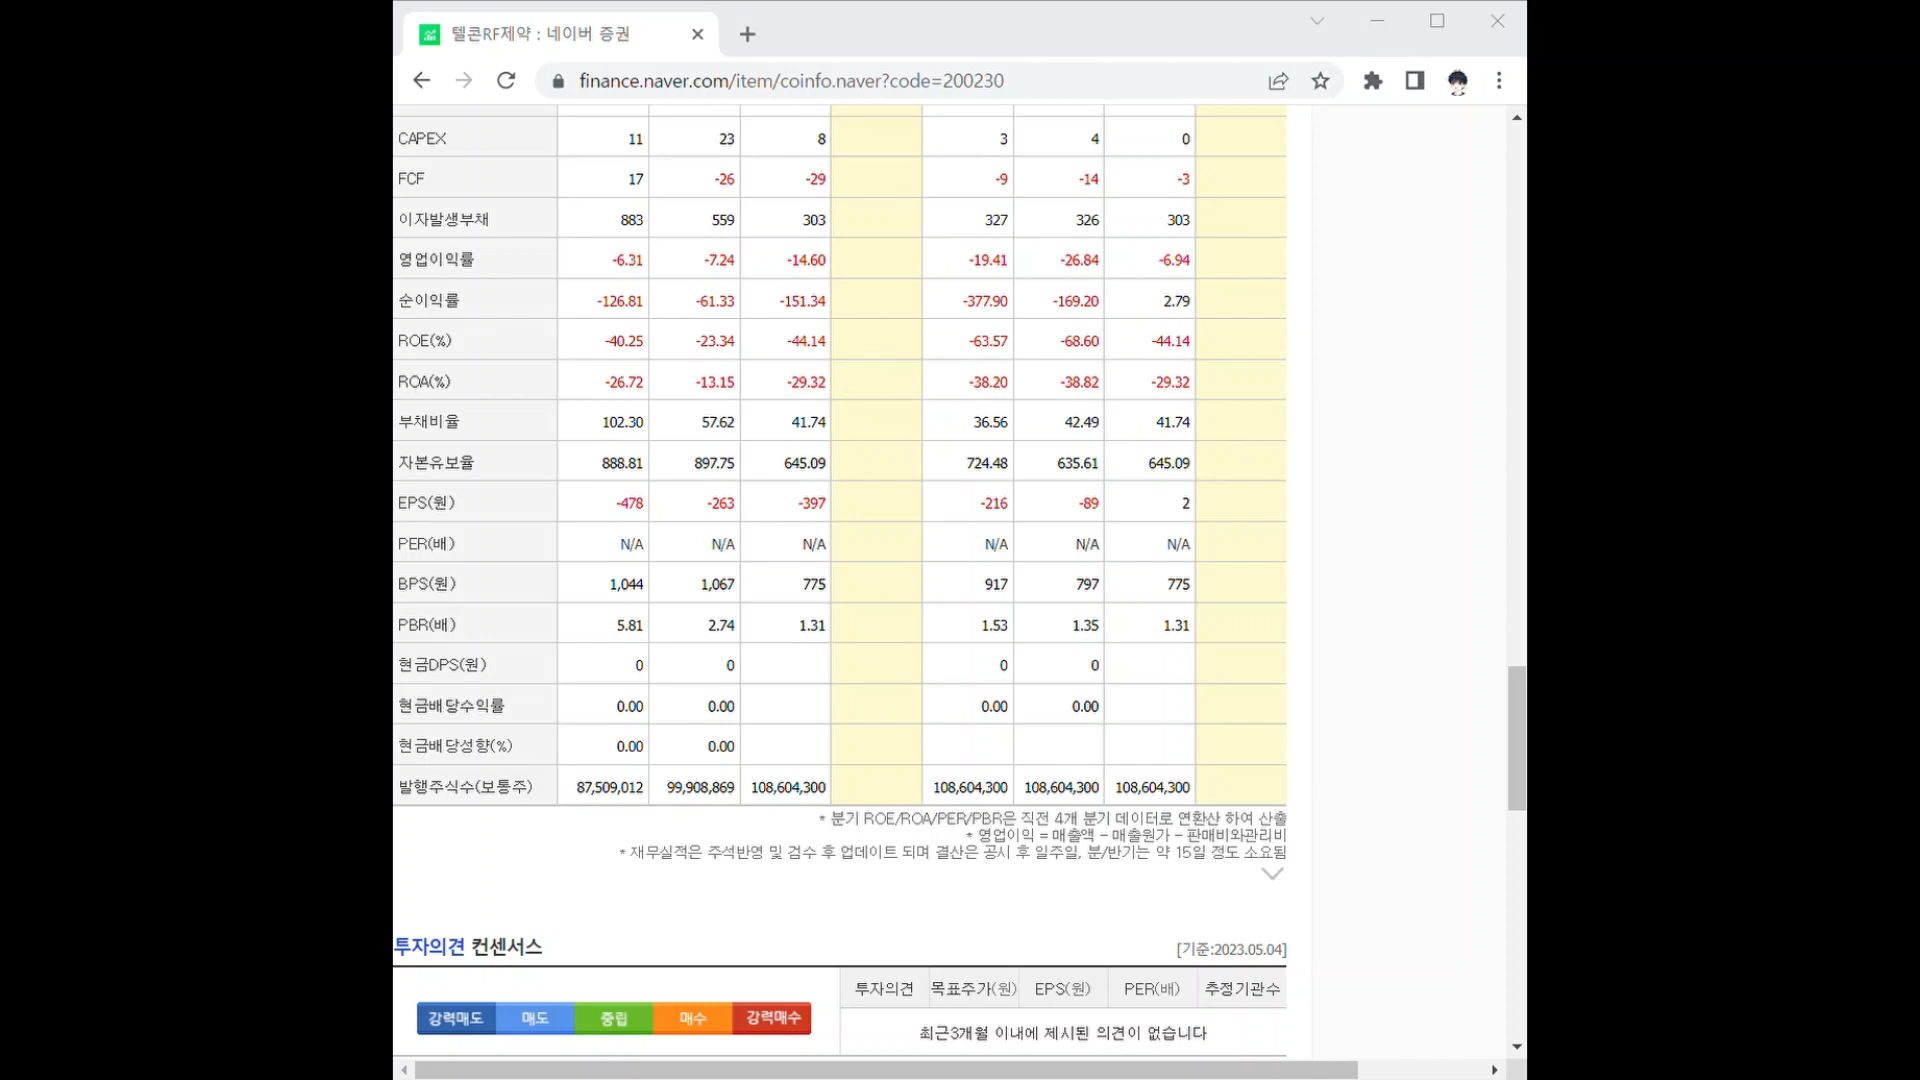 텔콘RF제약 : 네이버 증권
finance.naver.com/item/coinfo.naver?code=200230
CAPEX 11 23 8 3 4 0
FCF 17 -26 -29 -9 -14 -3
이자발생부채 883 559 303 327 326 303
영업이익률 -6.31 -7.24 -14.60 -19.41 -26.84 -6.94
순이익률 -126.81 -61.33 -151.34 -377.90 -169.20 2.79
ROE(%) -40.25 -23.34 -44.14 -63.57 -68.60 -44.14
ROA(%) -26.72 -13.15 -29.32 -38.20 -38.82 -29.32
부채비율 102.30 57.62 41.74 36.56 42.49 41.74
자본유보율 888.81 897.75 645.09 724.48 635.61 645.09
EPS(원) -478 -263 -397 -216 -89 2
PER(배) N/A N/A N/A N/A N/A N/A
BPS(원) 1,044 1,067 775 917 797 775
PBR(배) 5.81 2.74 1.31 1.53 1.35 1.31
현금DPS(원) 0 0 0 0
현금배당수익률 0.00 0.00 0.00 0.00
현금배당성향(%) 0.00 0.00
발행주식수(보통주) 87,509,012 99,908,869 108,604,300 108,604,300 108,604,300 108,604,300
* 분기 ROE/ROA/PER/PBR은 직전 4개 분기 데이터로 연환산 하여 산출
* 영업이익 = 매출액 - 매출원가 - 판매비와관리비
* 재무실적은 주석반영 및 검수 후 업데이트 되며 결산은 공시 후 일주일, 분/반기는 약 15일 정도 소요됨
투자의견 컨센서스 [기준:2023.05.04]
투자의견 목표주가(원) EPS(원) PER(배) 추정기관수
강력매도 매도 중립 매수 강력매수
최근3개월 이내에 제시된 의견이 없습니다